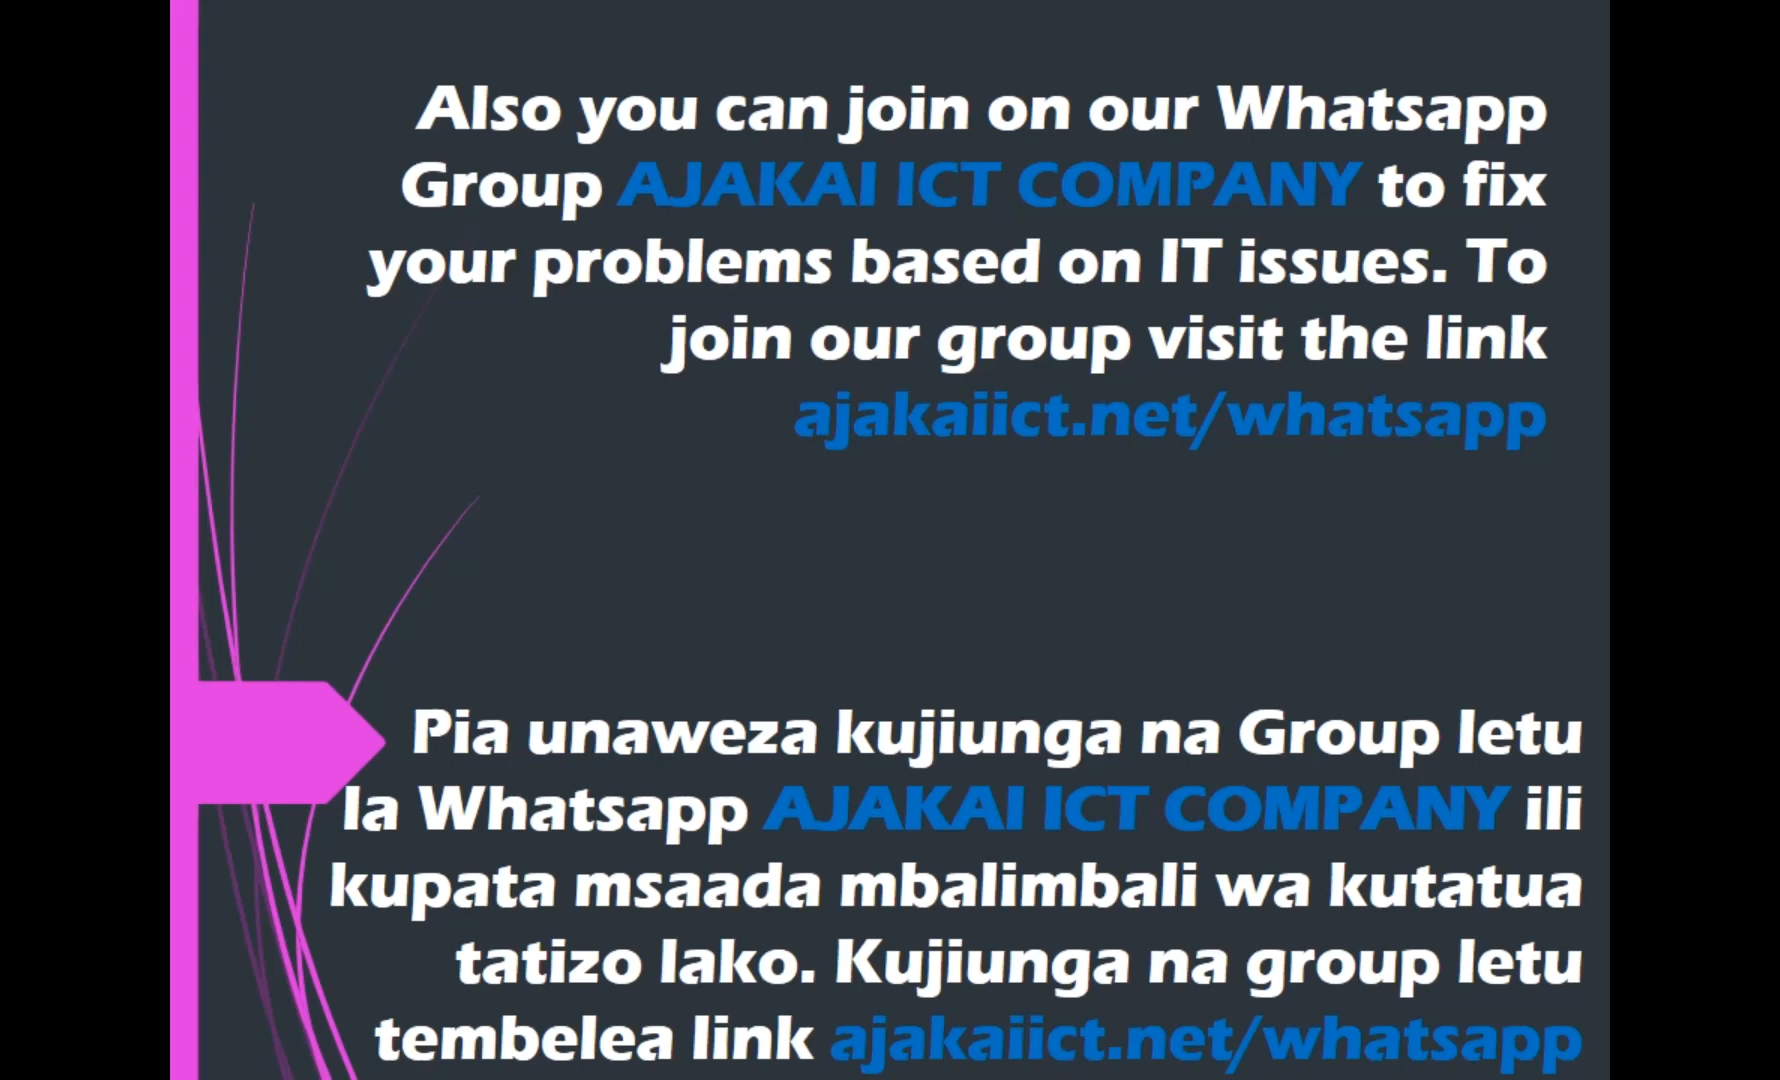 Also you can join on our Whatsapp
Group AJAKAI ICT COMPANY to fix
your problems based on IT issues. To
join our group visit the link
ajakaiict.net/whatsapp
Pia unaweza kujiunga na Group letu
la Whatsapp AJAKAI ICT COMPANY ili
kupata msaada mbalimbali wa kutatua
tatizo lako. Kujiunga na group letu
tembelea link ajakaiict.net/whatsapp